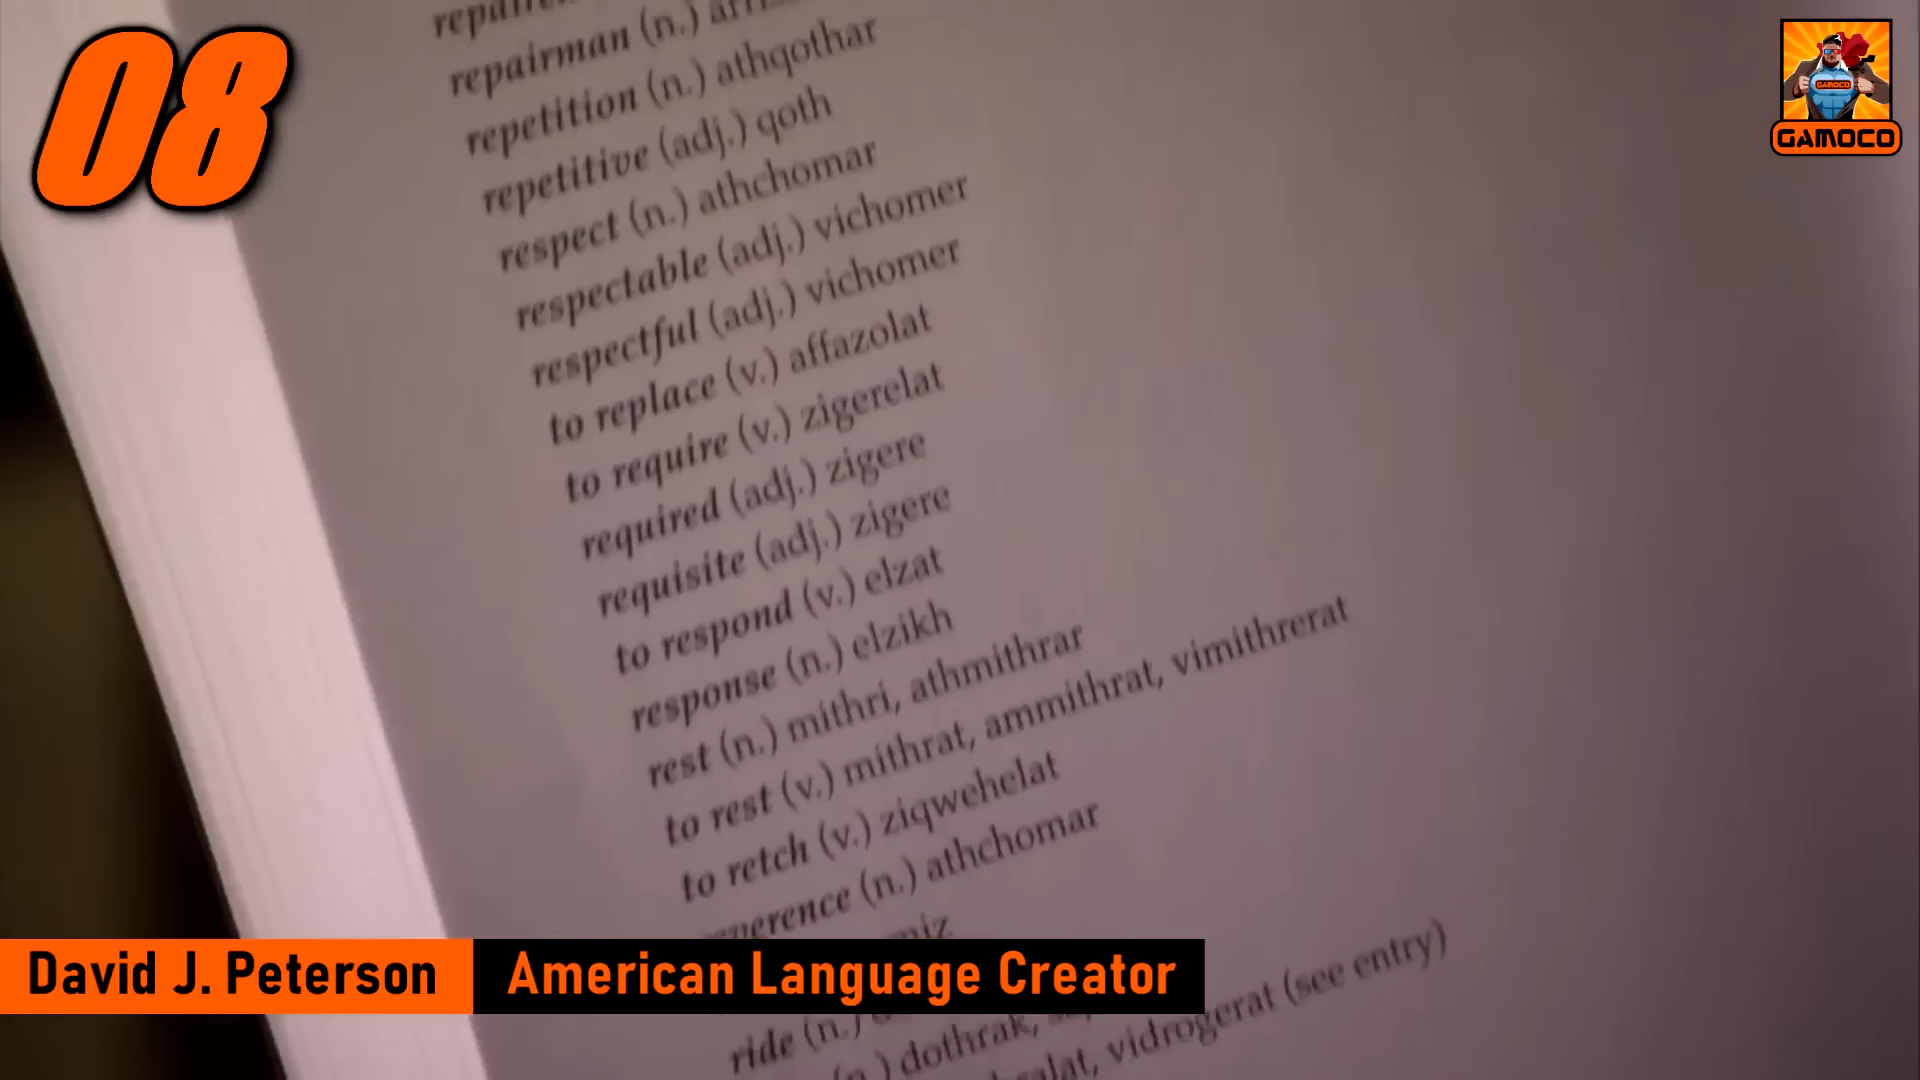 08
GAMOCO
GAMOCO
repairman (n.)
repetition (n.) athqothar
repetitive (adj.) qoth
respect (n.) athchomar
respectable (adj.) vichomer
respectful (adj.) vichomer
to replace (v.) affazolat
to require (v.) zigerelat
required (adj.) zigere
requisite (adj.) zigere
to respond (v.) elzat
response (n.) elzikh
rest (n.) mithri, athmithrar
to rest (v.) mithrat, ammithrat, vimithrerat
to retch (v.) ziqwehelat
(n.) athchomar
David J. Peterson
American Language Creator
ride (n.)
dothrak,
vidrogerat (see entry)